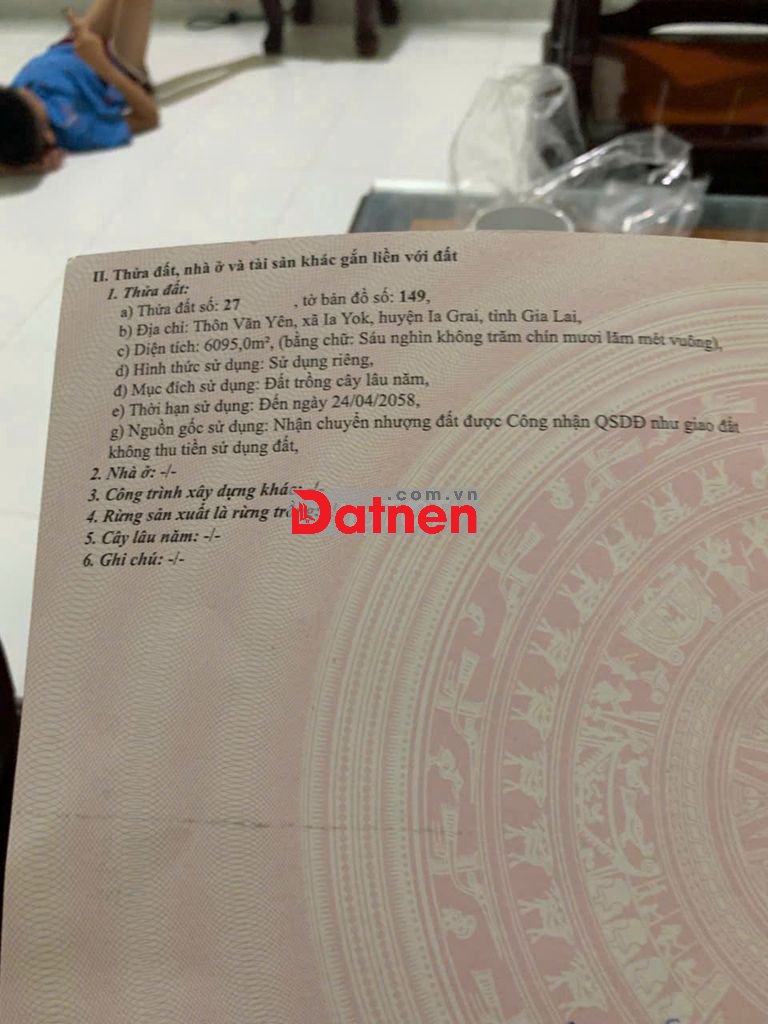 II. Thửa đất, nhà ở và tài sản khác gắn liền với đất
1. Thửa đất:
a) Thửa đất số: 27 , tờ bản đồ số: 149,
b) Địa chỉ: Thôn Văn Yên, xã Ia Yok, huyện Ia Grai, tỉnh Gia Lai,
c) Diện tích: 6095,0m², (bằng chữ: Sáu nghìn không trăm chín mươi lăm mét vuông),
d) Hình thức sử dụng: Sử dụng riêng,
đ) Mục đích sử dụng: Đất trồng cây lâu năm,
e) Thời hạn sử dụng: Đến ngày 24/04/2058,
g) Nguồn gốc sử dụng: Nhận chuyển nhượng đất được Công nhận QSDĐ như giao đất
không thu tiền sử dụng đất,
2. Nhà ở: -/-
3. Công trình xây dựng khác: -/-
.com.vn
4. Rừng sản xuất là rừng trồng:
Datnen
5. Cây lâu năm: -/-
6. Ghi chú: -/-